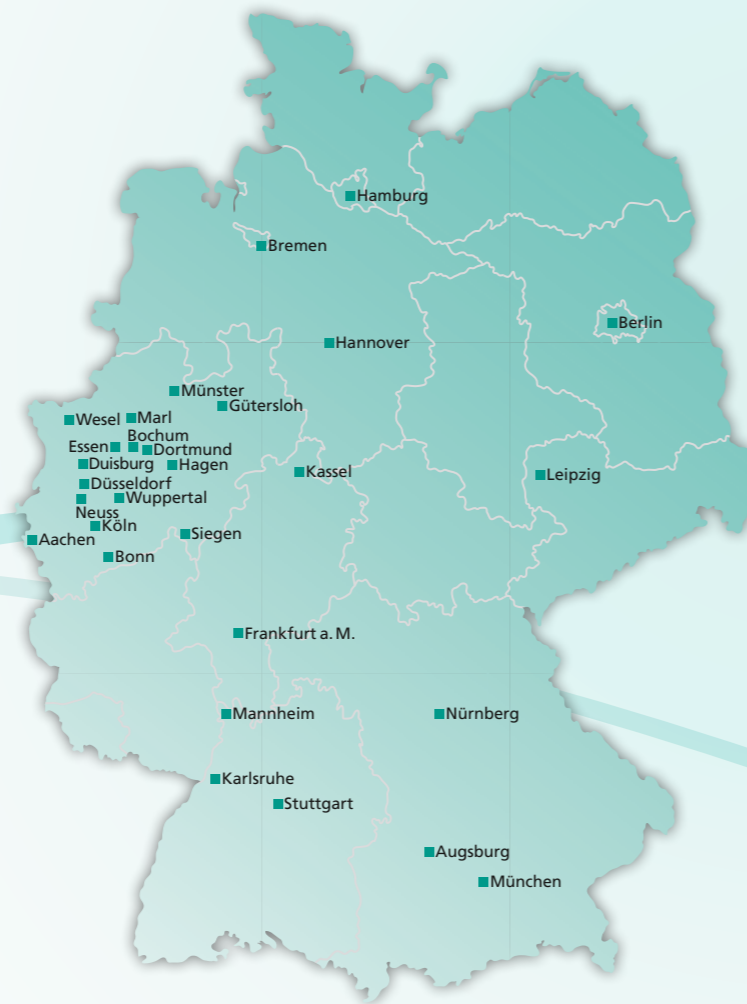 Hamburg
Bremen
Berlin
Hannover
Münster
Gütersloh
Wesel
Marl
Bochum
Essen
Dortmund
Duisburg
Hagen
Kassel
Leipzig
Düsseldorf
Wuppertal
Neuss
Köln
Siegen
Aachen
Bonn
Frankfurt a. M.
Mannheim
Nürnberg
Karlsruhe
Stuttgart
Augsburg
München